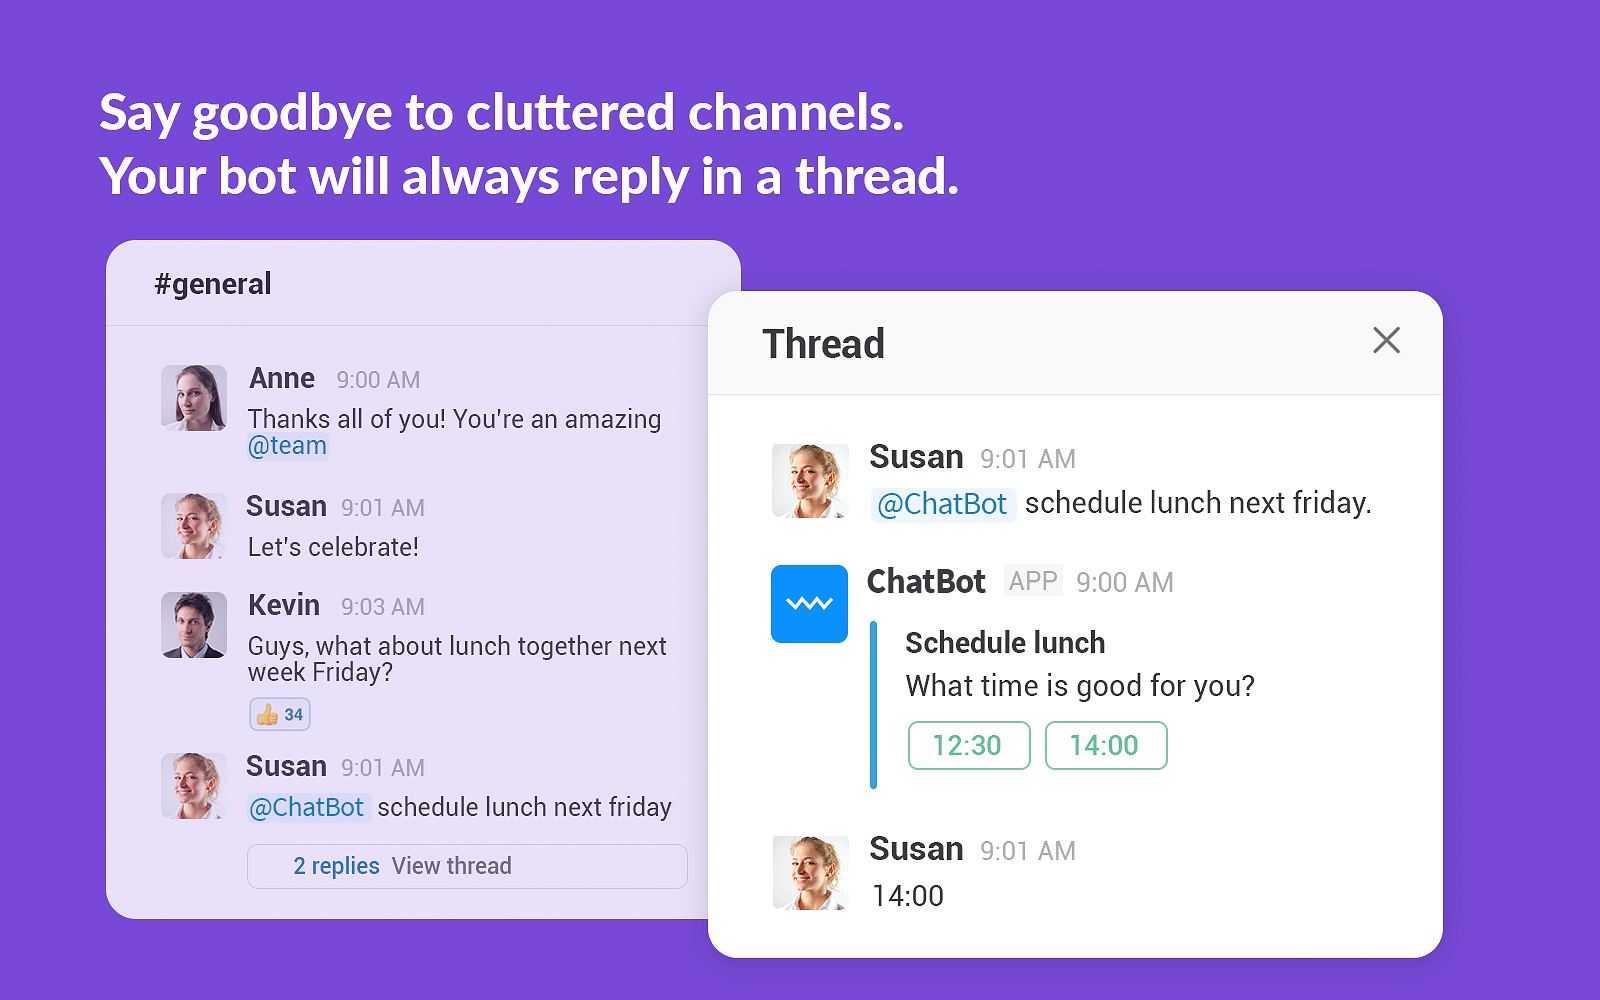 Say goodbye to cluttered channels.
Your bot will always reply in a thread.
#general
Anne 9:00 AM
Thanks all of you! You're an amazing
@team
Susan 9:01 AM
Let's celebrate!
Kevin 9:03 AM
Guys, what about lunch together next
week Friday?
34
Susan 9:01 AM
@ChatBot schedule lunch next friday
2 replies View thread
Thread
Susan 9:01 AM
@ChatBot schedule lunch next friday.
ChatBot APP 9:00 AM
Schedule lunch
What time is good for you?
12:30 14:00
Susan 9:01 AM
14:00